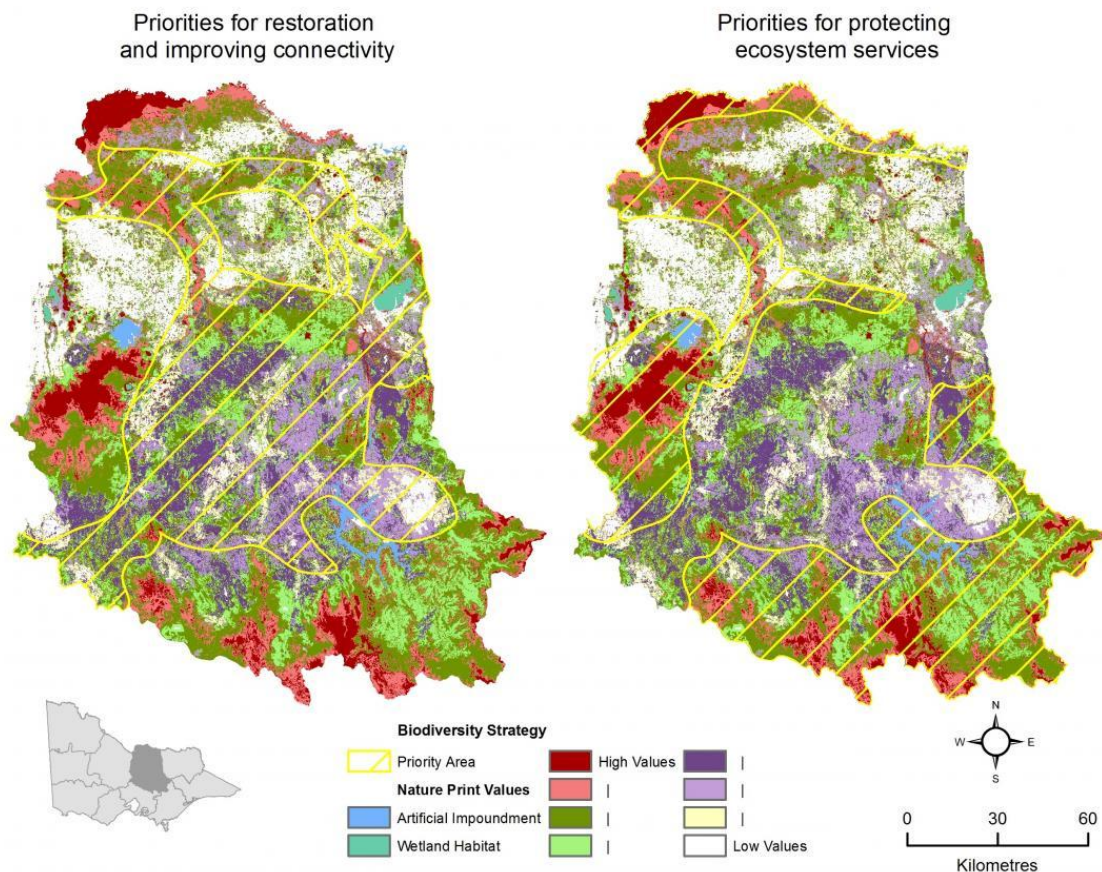 Priorities for restoration
and improving connectivity
Priorities for protecting
ecosystem services
Biodiversity Strategy
Priority Area
Nature Print Values
Artificial Impoundment
Wetland Habitat
High Values
|
|
|
|
|
|
Low Values
N
W E
S
0 30 60
Kilometres